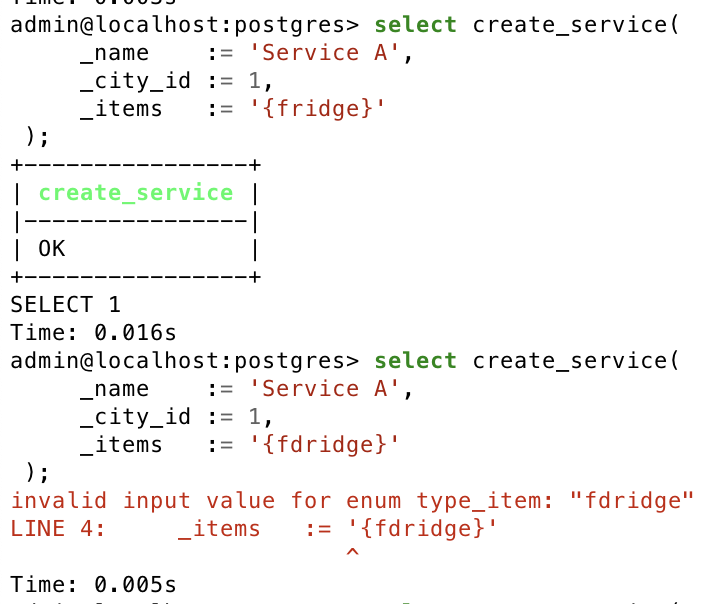 Time: 0.005s
admin@localhost:postgres> select create_service(
     _name    := 'Service A',
     _city_id := 1,
     _items   := '{fridge}'
 );
+----------------+
| create_service |
|----------------|
| OK             |
+----------------+
SELECT 1
Time: 0.016s
admin@localhost:postgres> select create_service(
     _name    := 'Service A',
     _city_id := 1,
     _items   := '{fdridge}'
 );
invalid input value for enum type_item: "fdridge"
LINE 4:     _items   := '{fdridge}'
                        ^
Time: 0.005s